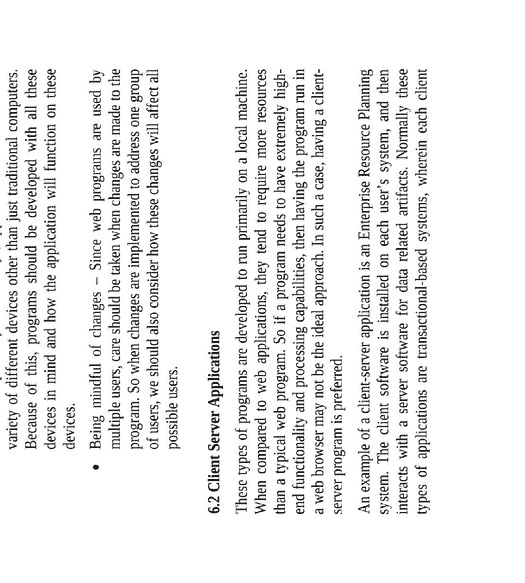 variety of different devices other than just traditional computers.
Because of this, programs should be developed with all these
devices in mind and how the application will function on these
devices.
• Being mindful of changes – Since web programs are used by
multiple users, care should be taken when changes are made to the
program. So when changes are implemented to address one group
of users, we should also consider how these changes will affect all
possible users.
6.2 Client Server Applications
These types of programs are developed to run primarily on a local machine.
When compared to web applications, they tend to require more resources
than a typical web program. So if a program needs to have extremely high-
end functionality and processing capabilities, then having the program run in
a web browser may not be the ideal approach. In such a case, having a client-
server program is preferred.
An example of a client-server application is an Enterprise Resource Planning
system. The client software is installed on each user's system, and then
interacts with a server software for data related artifacts. Normally these
types of applications are transactional-based systems, wherein each client